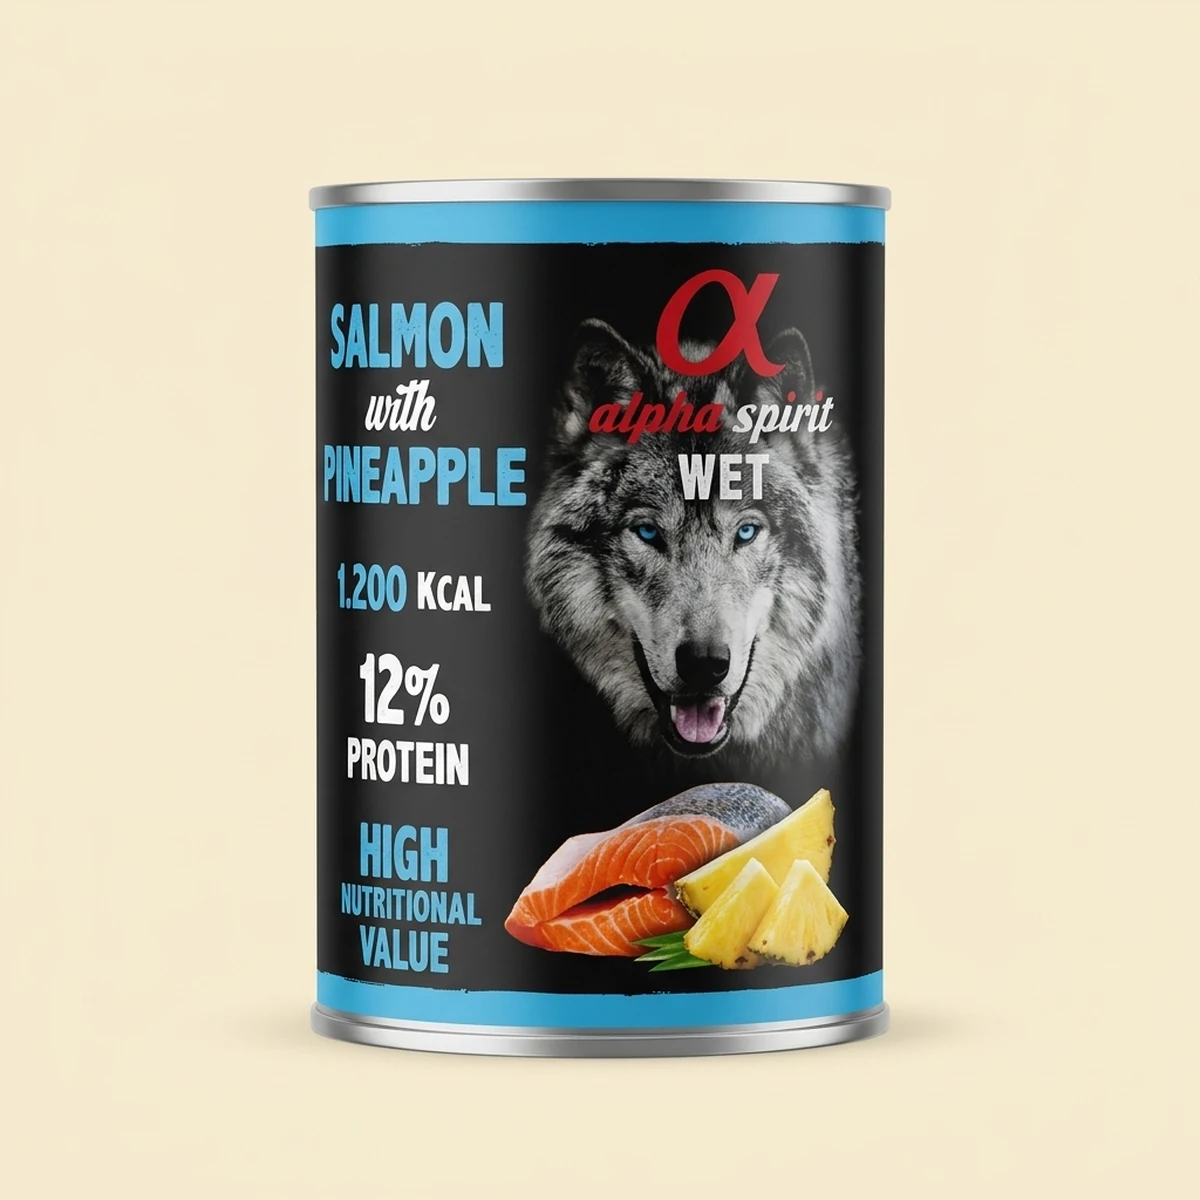 SALMON
with
PINEAPPLE
1.200 KCAL
12%
PROTEIN
HIGH
NUTRITIONAL
VALUE
α
alpha spirit
WET